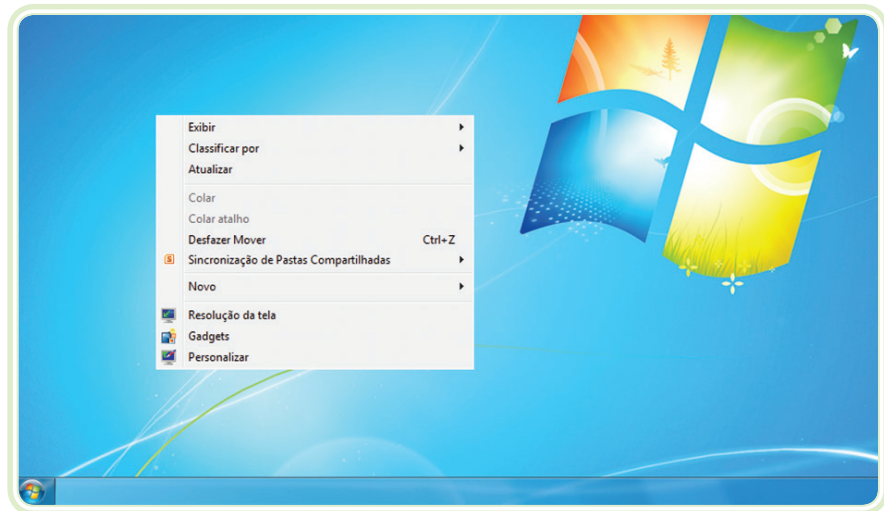 Exibir
Classificar por
Atualizar
Colar
Colar atalho
Desfazer Mover Ctrl+Z
Sincronização de Pastas Compartilhadas
Novo
Resolução da tela
Gadgets
Personalizar